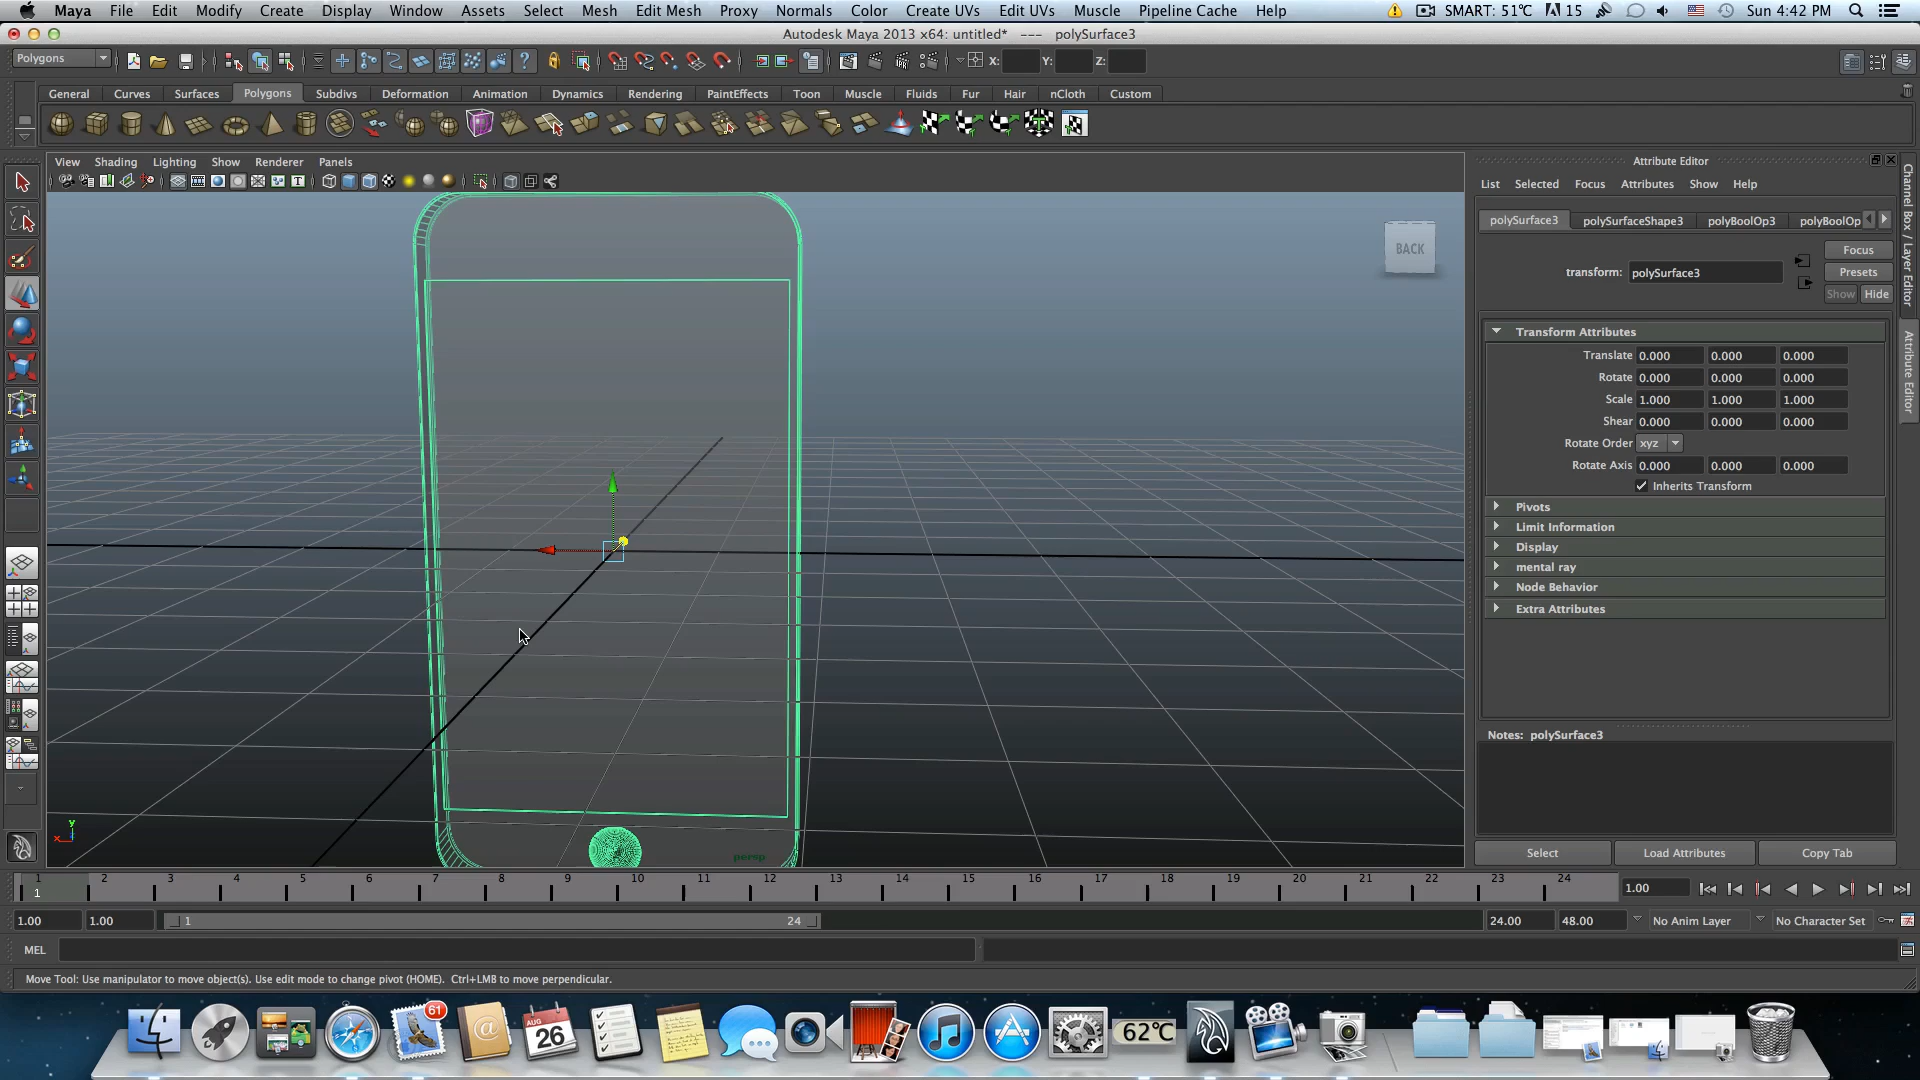 Maya File Edit Modify Create Display Window Assets Select Mesh Edit Mesh Proxy Normals Color Create UVs Edit UVs Muscle Pipeline Cache Help SMART: 51°C 15 Sun 4:42 PM
Autodesk Maya 2013 x64: untitled* --- polySurface3
Polygons X: Y: Z:
General Curves Surfaces Polygons Subdivs Deformation Animation Dynamics Rendering PaintEffects Toon Muscle Fluids Fur Hair nCloth Custom
View Shading Lighting Show Renderer Panels
Attribute Editor
List Selected Focus Attributes Show Help
polySurface3 polySurfaceShape3 polyBoolOp3 polyBoolOp
BACK
Focus
transform: polySurface3 Presets
Show Hide
Transform Attributes
Translate 0.000 0.000 0.000
Rotate 0.000 0.000 0.000
Scale 1.000 1.000 1.000
Shear 0.000 0.000 0.000
Rotate Order xyz
Rotate Axis 0.000 0.000 0.000
Inherits Transform
Pivots
Limit Information
Display
mental ray
Node Behavior
Extra Attributes
Channel Box / Layer Editor
Attribute Editor
Notes: polySurface3
y
x
persp
Select Load Attributes Copy Tab
1 2 3 4 5 6 7 8 9 10 11 12 13 14 15 16 17 18 19 20 21 22 23 24
1 1.00
1.00 1.00 1 24 24.00 48.00 No Anim Layer No Character Set
MEL
Move Tool: Use manipulator to move object(s). Use edit mode to change pivot (HOME). Ctrl+LMB to move perpendicular.
61
AUG
26
@
62°C